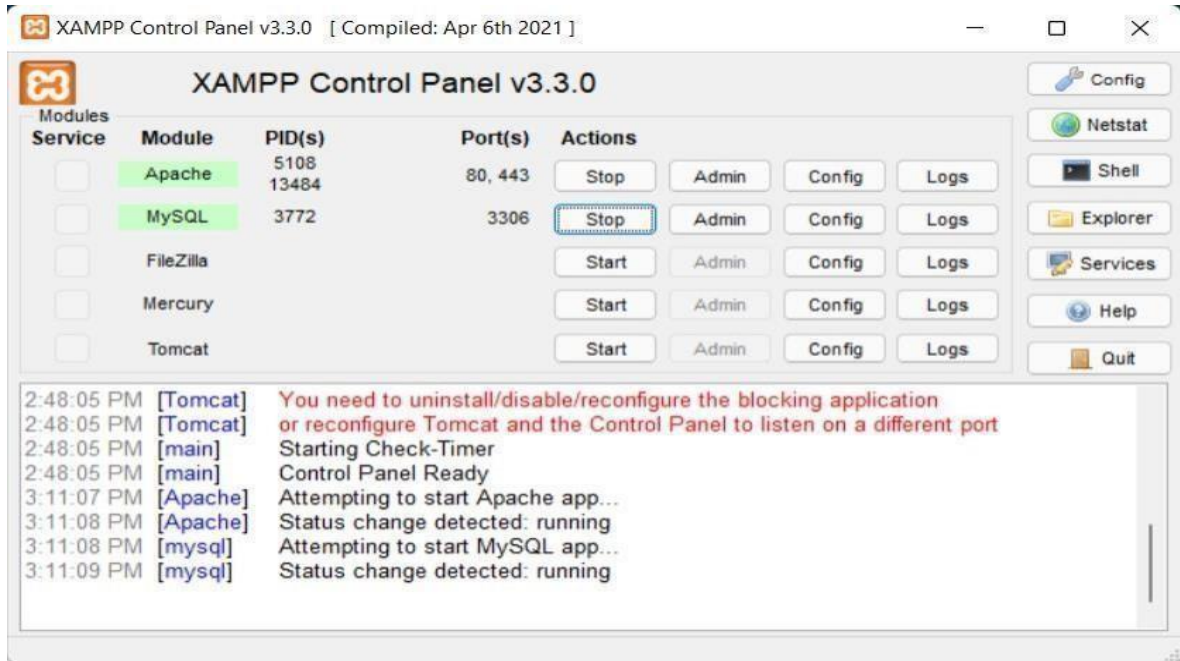 XAMPP Control Panel v3.3.0 [ Compiled: Apr 6th 2021 ]
XAMPP Control Panel v3.3.0
Config
Modules
Service Module PID(s) Port(s) Actions
Netstat
Apache 5108 13484 80, 443 Stop Admin Config Logs
Shell
MySQL 3772 3306 Stop Admin Config Logs
Explorer
FileZilla Start Admin Config Logs
Services
Mercury Start Admin Config Logs
Help
Tomcat Start Admin Config Logs
Quit
2:48:05 PM [Tomcat] You need to uninstall/disable/reconfigure the blocking application
2:48:05 PM [Tomcat] or reconfigure Tomcat and the Control Panel to listen on a different port
2:48:05 PM [main] Starting Check-Timer
2:48:05 PM [main] Control Panel Ready
3:11:07 PM [Apache] Attempting to start Apache app...
3:11:08 PM [Apache] Status change detected: running
3:11:08 PM [mysql] Attempting to start MySQL app...
3:11:09 PM [mysql] Status change detected: running